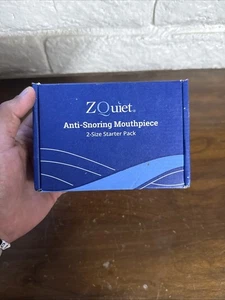 ZQuiet
Anti-Snoring Mouthpiece
2-Size Starter Pack